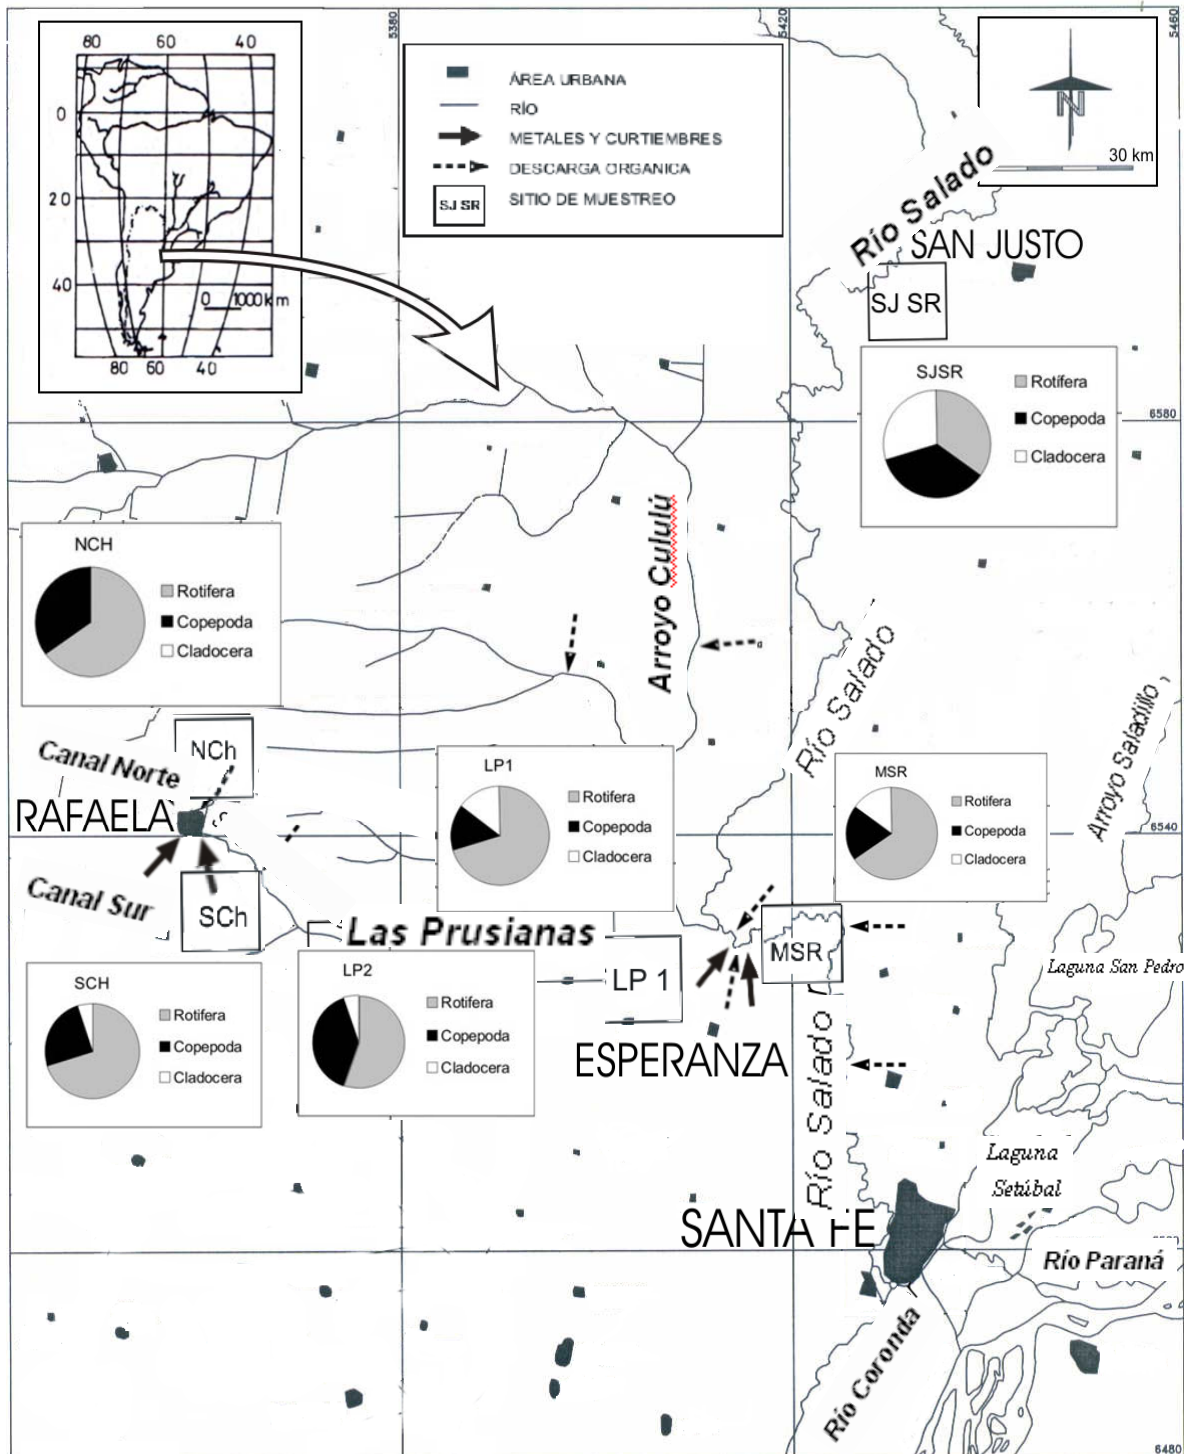 5380
5420
5460
80 60 40
0
20
40
0 1000km
80 60 40
ÁREA URBANA
RÍO
METALES Y CURTIEMBRES
DESCARGA ORGANICA
SJ SR
SITIO DE MUESTREO
N
30 km
Río Salado
SAN JUSTO
SJ SR
SJSR
Rotífera
Copepoda
Cladocera
6580
NCH
Rotifera
Copepoda
Cladocera
Arroyo Cululú
Río Salado
Arroyo Saladillo
Canal Norte
NCh
RAFAELA
LP1
Rotifera
Copepoda
Cladocera
MSR
Rotifera
Copepoda
Cladocera
6540
Canal Sur
SCh
Las Prusianas
LP 1
MSR
Laguna San Pedro
SCH
Rotifera
Copepoda
Cladocera
LP2
Rotifera
Copepoda
Cladocera
ESPERANZA
Río Salado
Laguna
Setúbal
SANTA FE
Río Paraná
Río Coronda
6480